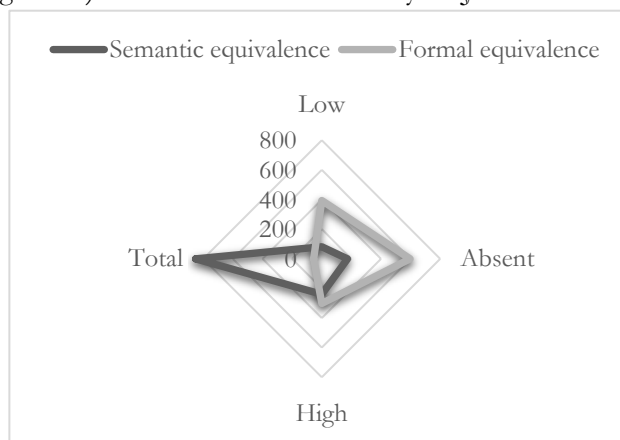 Semantic equivalence Formal equivalence
Low
800
600
400
200
0
Total
Absent
High